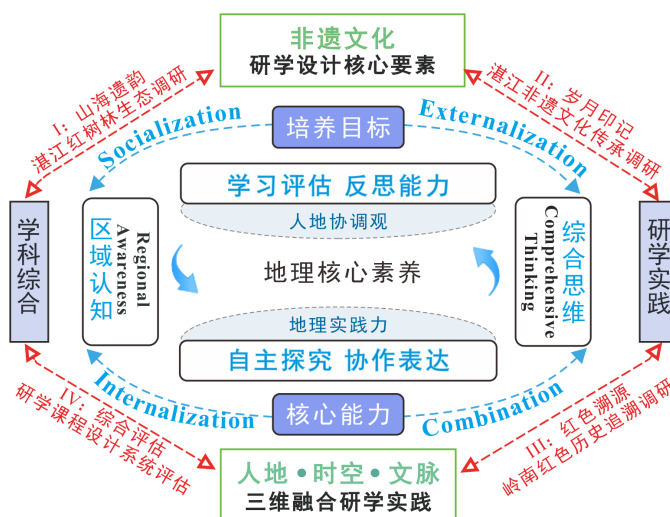 非遗文化
研学设计核心要素
I：山海遗韵
湛江红树林生态调研
II：岁月印记
湛江非遗文化传承调研
Socialization
培养目标
Externalization
学习评估 反思能力
人地协调观
学科综合
区域认知
Regional
Awareness
地理核心素养
综合思维
Comprehensive
Thinking
研学实践
地理实践力
自主探究 协作表达
Internalization
核心能力
Combination
IV：综合评估
研学课程设计系统评估
III：红色溯源
岭南红色历史追溯调研
人地•时空•文脉
三维融合研学实践